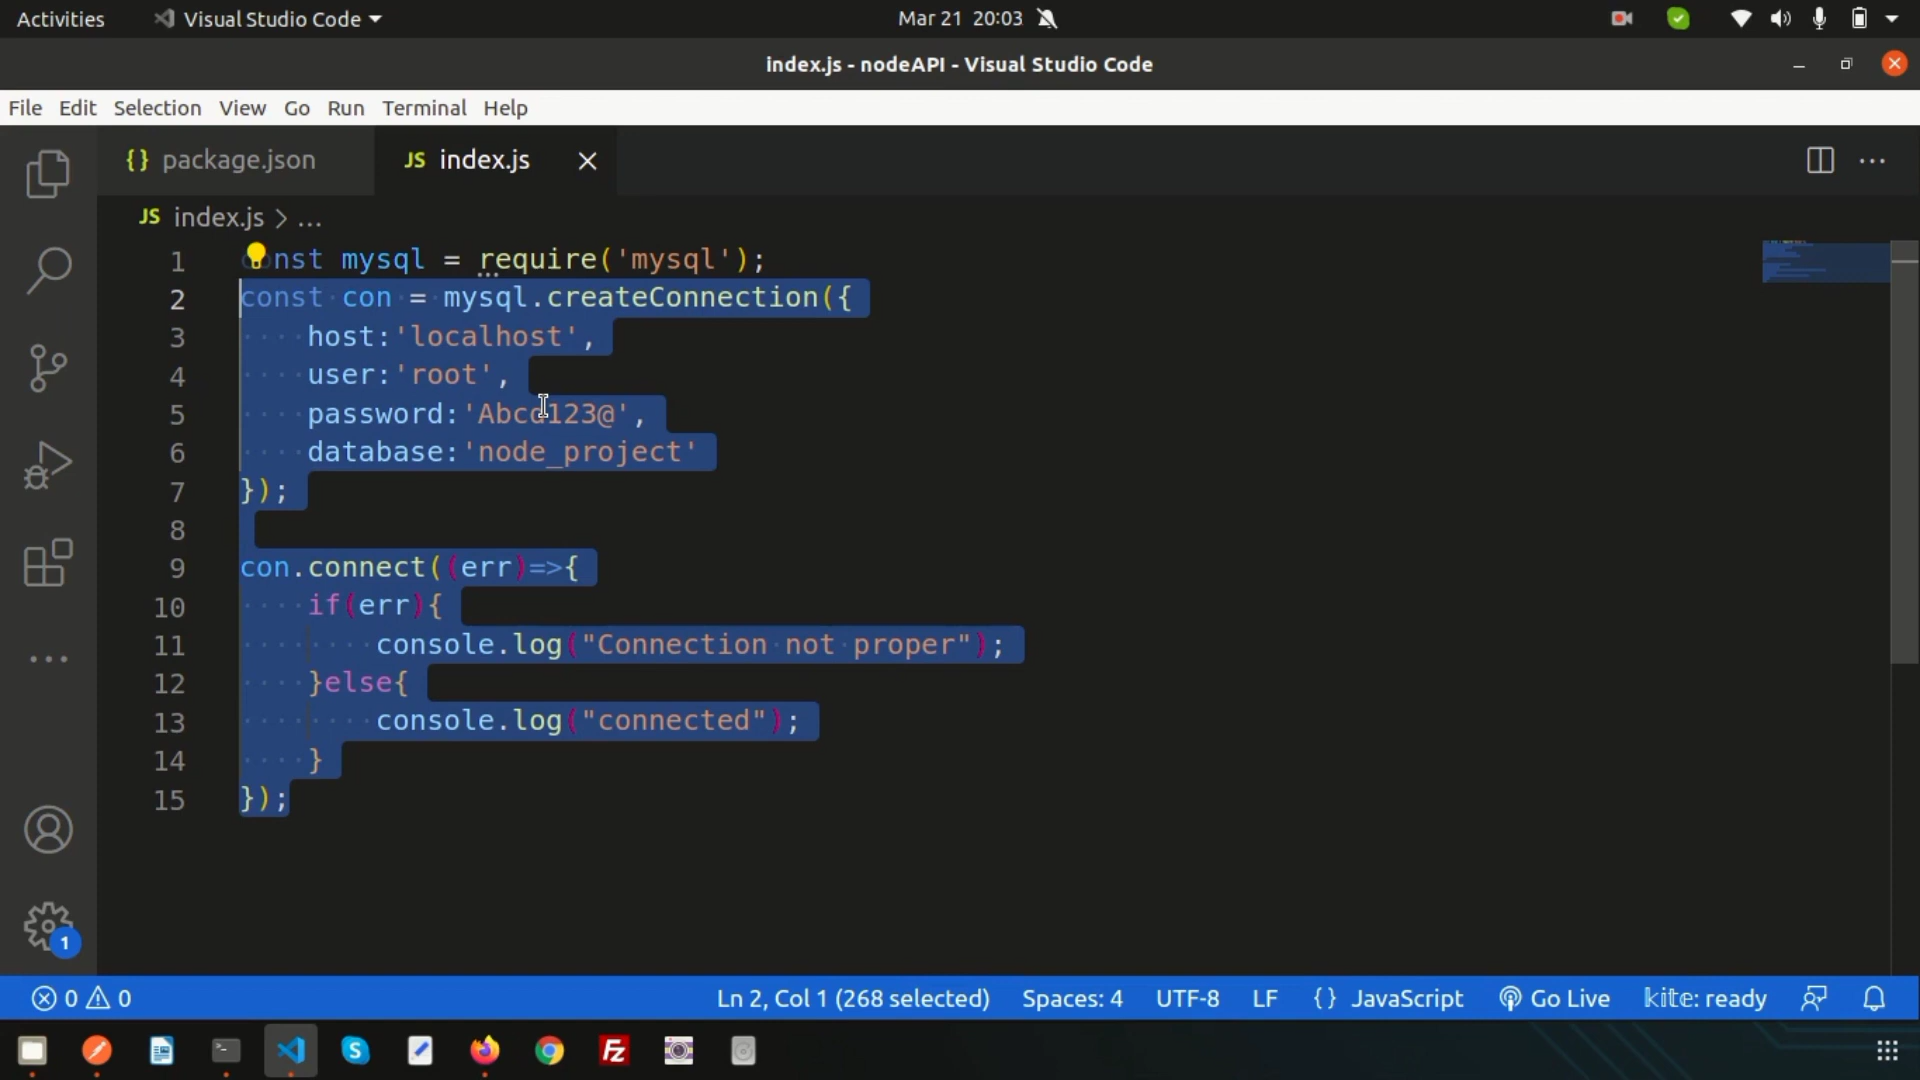 Activities
Visual Studio Code
Mar 21 20:03
index.js - nodeAPI - Visual Studio Code
File Edit Selection View Go Run Terminal Help
{} package.json
JS index.js
JS index.js > ...
1 const mysql = require('mysql');
2 const con = mysql.createConnection({
3 host:'localhost',
4 user:'root',
5 password:'Abcd123@',
6 database:'node_project'
7 });
8
9 con.connect((err)=>{
10 if(err){
11 console.log("Connection not proper");
12 }else{
13 console.log("connected");
14 }
15 });
1
0 0 Ln 2, Col 1 (268 selected) Spaces: 4 UTF-8 LF {} JavaScript Go Live kite: ready